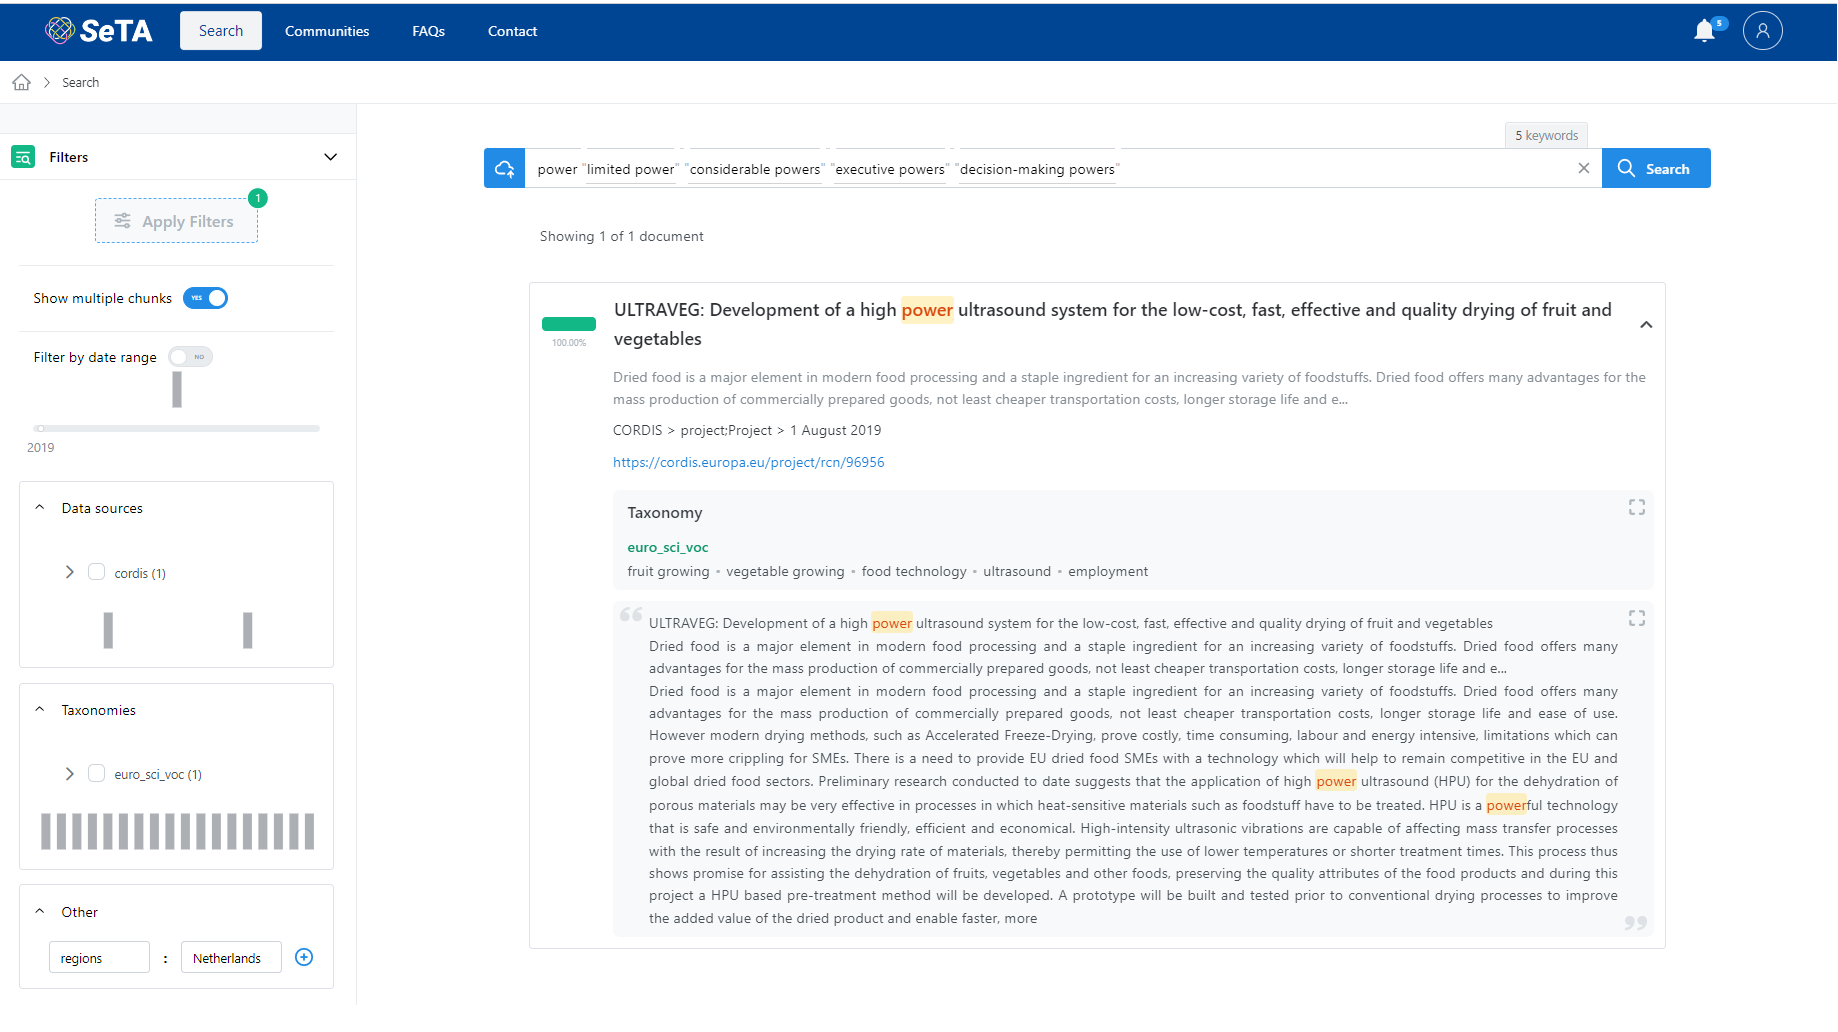 SeTA
Search
Communities
FAQs
Contact
5
Search
Filters
5 keywords
power "limited power" "considerable powers" "executive powers" "decision-making powers"
Search
1
Apply Filters
Showing 1 of 1 document
Show multiple chunks
YES
Filter by date range
NO
2019
Data sources
cordis (1)
Taxonomies
euro_sci_voc (1)
Other
regions : Netherlands
100.00%
ULTRAVEG: Development of a high power ultrasound system for the low-cost, fast, effective and quality drying of fruit and
vegetables
Dried food is a major element in modern food processing and a staple ingredient for an increasing variety of foodstuffs. Dried food offers many advantages for the
mass production of commercially prepared goods, not least cheaper transportation costs, longer storage life and e...
CORDIS > project;Project > 1 August 2019
https://cordis.europa.eu/project/rcn/96956
Taxonomy
euro_sci_voc
fruit growing • vegetable growing • food technology • ultrasound • employment
ULTRAVEG: Development of a high power ultrasound system for the low-cost, fast, effective and quality drying of fruit and vegetables
Dried food is a major element in modern food processing and a staple ingredient for an increasing variety of foodstuffs. Dried food offers many
advantages for the mass production of commercially prepared goods, not least cheaper transportation costs, longer storage life and e...
Dried food is a major element in modern food processing and a staple ingredient for an increasing variety of foodstuffs. Dried food offers many
advantages for the mass production of commercially prepared goods, not least cheaper transportation costs, longer storage life and ease of use.
However modern drying methods, such as Accelerated Freeze-Drying, prove costly, time consuming, labour and energy intensive, limitations which can
prove more crippling for SMEs. There is a need to provide EU dried food SMEs with a technology which will help to remain competitive in the EU and
global dried food sectors. Preliminary research conducted to date suggests that the application of high power ultrasound (HPU) for the dehydration of
porous materials may be very effective in processes in which heat-sensitive materials such as foodstuff have to be treated. HPU is a powerful technology
that is safe and environmentally friendly, efficient and economical. High-intensity ultrasonic vibrations are capable of affecting mass transfer processes
with the result of increasing the drying rate of materials, thereby permitting the use of lower temperatures or shorter treatment times. This process thus
shows promise for assisting the dehydration of fruits, vegetables and other foods, preserving the quality attributes of the food products and during this
project a HPU based pre-treatment method will be developed. A prototype will be built and tested prior to conventional drying processes to improve
the added value of the dried product and enable faster, more